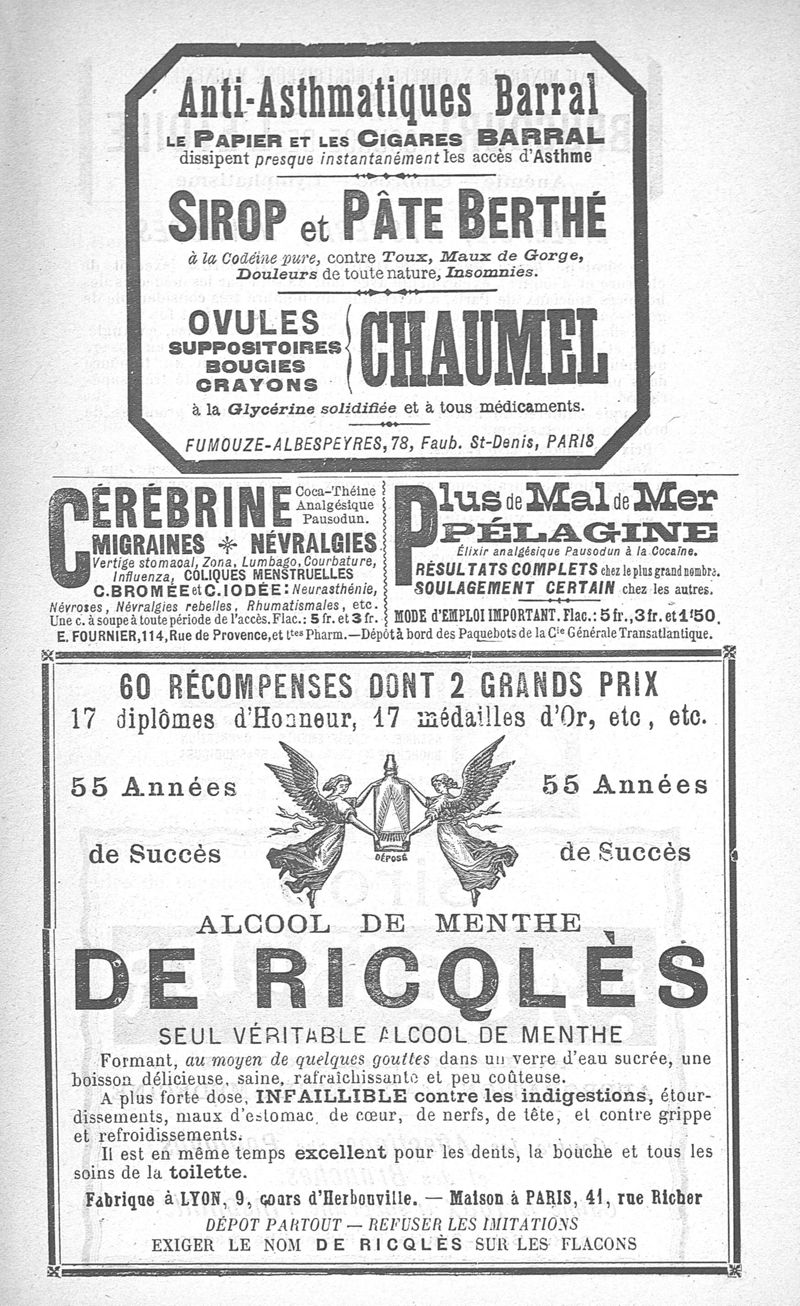 Anti-Asthmatiques Barral
LE PAPIER ET LES CIGARES BARRAL
dissipent presque instantanément les accès d'Asthme
SIROP et PÂTE BERTHÉ
à la Codéine pure, contre Toux, Maux de Gorge,
Douleurs de toute nature, Insomnies.
OVULES
SUPPOSITOIRES
BOUGIES
CRAYONS
CHAUMEL
à la Glycérine solidifiée et à tous médicaments.
FUMOUZE-ALBESPEYRES, 78, Faub. St-Denis, PARIS
CÉRÉBRINE
Coca-Théine
Analgésique
Pausodun.
MIGRAINES * NÉVRALGIES
Vertige stomacal, Zona, Lumbago, Courbature,
Influenza, COLIQUES MENSTRUELLES
C. BROMÉE et C. IODÉE: Neurasthénie,
Névroses, Névralgies rebelles, Rhumatismales, etc.
Une c. à soupe à toute période de l'accès. Flac.: 5 fr. et 3 fr.
Plus de Mal de Mer
PÉLAGINE
Élixir analgésique Pausodun à la Cocaïne.
RÉSULTATS COMPLETS chez le plus grand nombre.
SOULAGEMENT CERTAIN chez les autres.
MODE D'EMPLOI IMPORTANT. Flac.: 5 fr., 3 fr. et 1f50.
E. FOURNIER, 114, Rue de Provence, et Ites Pharm.—Dépôt à bord des Paquebots de la Cie Générale Transatlantique.
60 RÉCOMPENSES DONT 2 GRANDS PRIX
17 diplômes d'Honneur, 17 médailles d'Or, etc, etc.
55 Années
de Succès
DÉPOSÉ
55 Années
de Succès
ALCOOL DE MENTHE
DE RICQLÈS
SEUL VÉRITABLE ALCOOL DE MENTHE
Formant, au moyen de quelques gouttes dans un verre d'eau sucrée, une
boisson délicieuse, saine, rafraîchissante et peu coûteuse.
A plus forte dose, INFAILLIBLE contre les indigestions, étour-
dissements, maux d'estomac, de cœur, de nerfs, de tête, et contre grippe
et refroidissements.
Il est en même temps excellent pour les dents, la bouche et tous les
soins de la toilette.
Fabrique à LYON, 9, cours d'Herbouville. — Maison à PARIS, 41, rue Richer
DÉPOT PARTOUT — REFUSER LES IMITATIONS
EXIGER LE NOM DE RICQLÈS SUR LES FLACONS